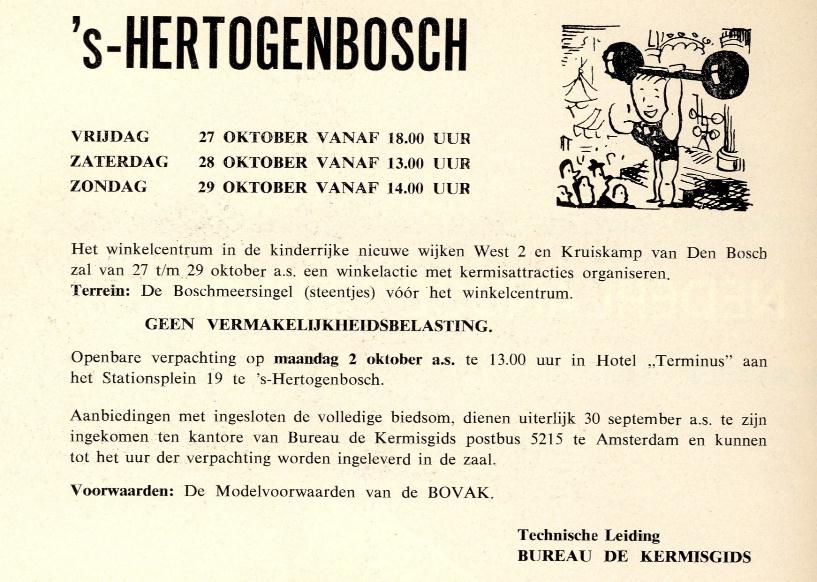 's-HERTOGENBOSCH
VRIJDAG 27 OKTOBER VANAF 18.00 UUR
ZATERDAG 28 OKTOBER VANAF 13.00 UUR
ZONDAG 29 OKTOBER VANAF 14.00 UUR
Het winkelcentrum in de kinderrijke nieuwe wijken West 2 en Kruiskamp van Den Bosch
zal van 27 t/m 29 oktober a.s. een winkelactie met kermisattracties organiseren.
Terrein: De Boschmeersingel (steentjes) vóór het winkelcentrum.
GEEN VERMAKELIJKHEIDSBELASTING.
Openbare verpachting op maandag 2 oktober a.s. te 13.00 uur in Hotel „Terminus” aan
het Stationsplein 19 te 's-Hertogenbosch.
Aanbiedingen met ingesloten de volledige biedsom, dienen uiterlijk 30 september a.s. te zijn
ingekomen ten kantore van Bureau de Kermisgids postbus 5215 te Amsterdam en kunnen
tot het uur der verpachting worden ingeleverd in de zaal.
Voorwaarden: De Modelvoorwaarden van de BOVAK.
Technische Leiding
BUREAU DE KERMISGIDS